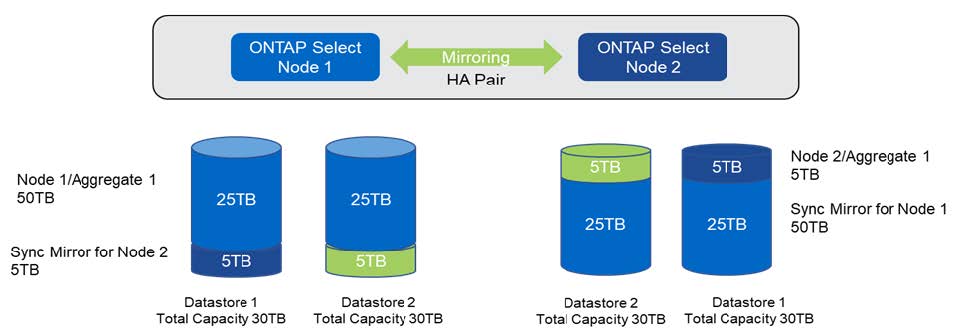 ONTAP Select
Node 1
Mirroring
HA Pair
ONTAP Select
Node 2
Node 1/Aggregate 1
50TB
Sync Mirror for Node 2
5TB
25TB
5TB
25TB
5TB
5TB
25TB
5TB
25TB
Node 2/Aggregate 1
5TB
Sync Mirror for Node 1
50TB
Datastore 1
Total Capacity 30TB
Datastore 2
Total Capacity 30TB
Datastore 2
Total Capacity 30TB
Datastore 1
Total Capacity 30TB